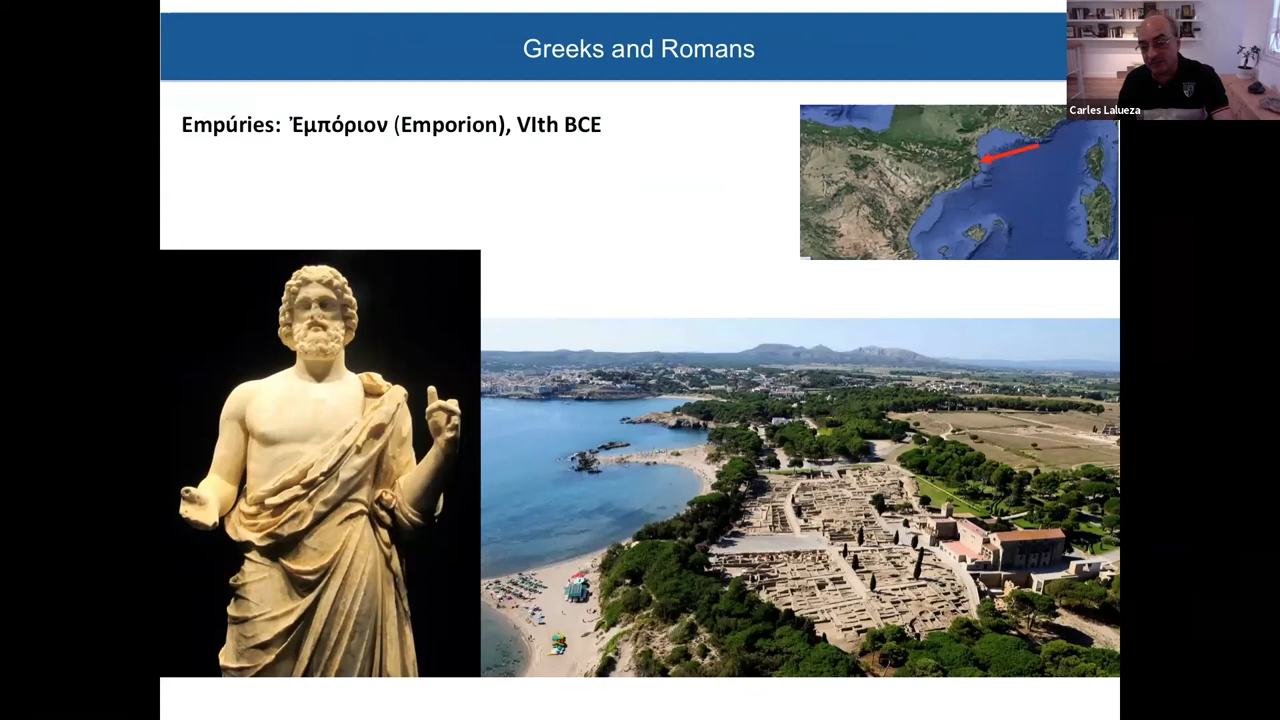 Greeks and Romans
Carles Lalueza
Empúries: Ἐμπόριον (Emporion), VIth BCE